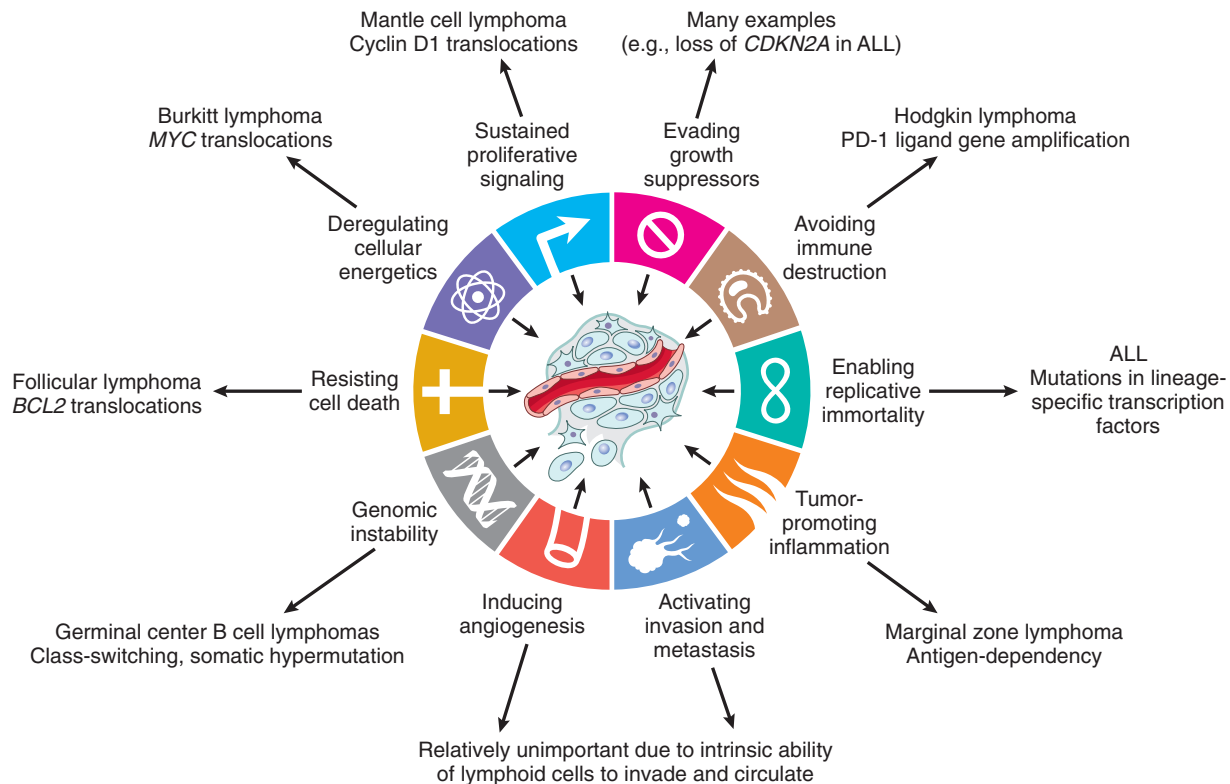 Mantle cell lymphoma
Cyclin D1 translocations
Many examples
(e.g., loss of CDKN2A in ALL)
Burkitt lymphoma
MYC translocations
Sustained
proliferative
signaling
Evading
growth
suppressors
Hodgkin lymphoma
PD-1 ligand gene amplification
Deregulating
cellular
energetics
Avoiding
immune
destruction
Follicular lymphoma
BCL2 translocations
Resisting
cell death
Enabling
replicative
immortality
ALL
Mutations in lineage-
specific transcription
factors
Genomic
instability
Tumor-
promoting
inflammation
Germinal center B cell lymphomas
Class-switching, somatic hypermutation
Inducing
angiogenesis
Activating
invasion and
metastasis
Marginal zone lymphoma
Antigen-dependency
Relatively unimportant due to intrinsic ability
of lymphoid cells to invade and circulate